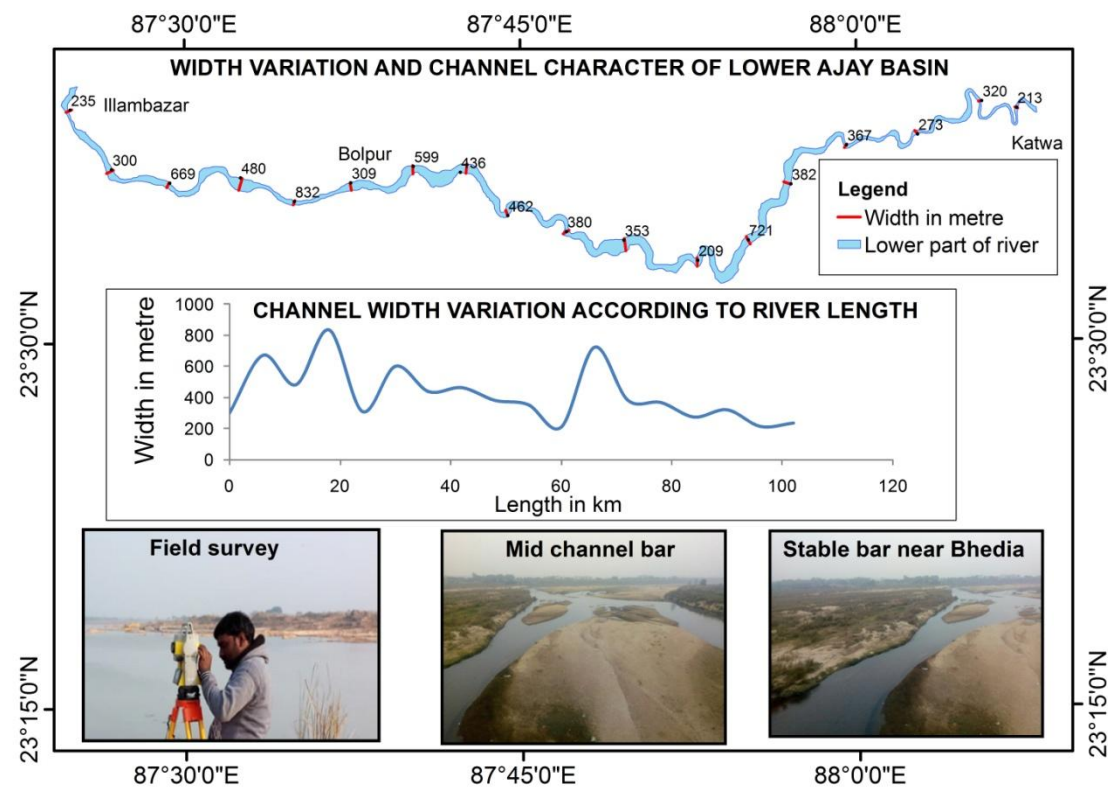 87°30'0"E 87°45'0"E 88°0'0"E
WIDTH VARIATION AND CHANNEL CHARACTER OF LOWER AJAY BASIN
235 Illambazar
320 213
273
367
Katwa
Bolpur 599 436
300 669 480 832 309
382
462
380 353 209 721
Legend
Width in metre
Lower part of river
CHANNEL WIDTH VARIATION ACCORDING TO RIVER LENGTH
Width in metre
1000
800
600
400
200
0
0 20 40 60 80 100 120
Length in km
23°30'0"N
23°30'0"N
Field survey
Mid channel bar
Stable bar near Bhedia
23°15'0"N
23°15'0"N
87°30'0"E 87°45'0"E 88°0'0"E